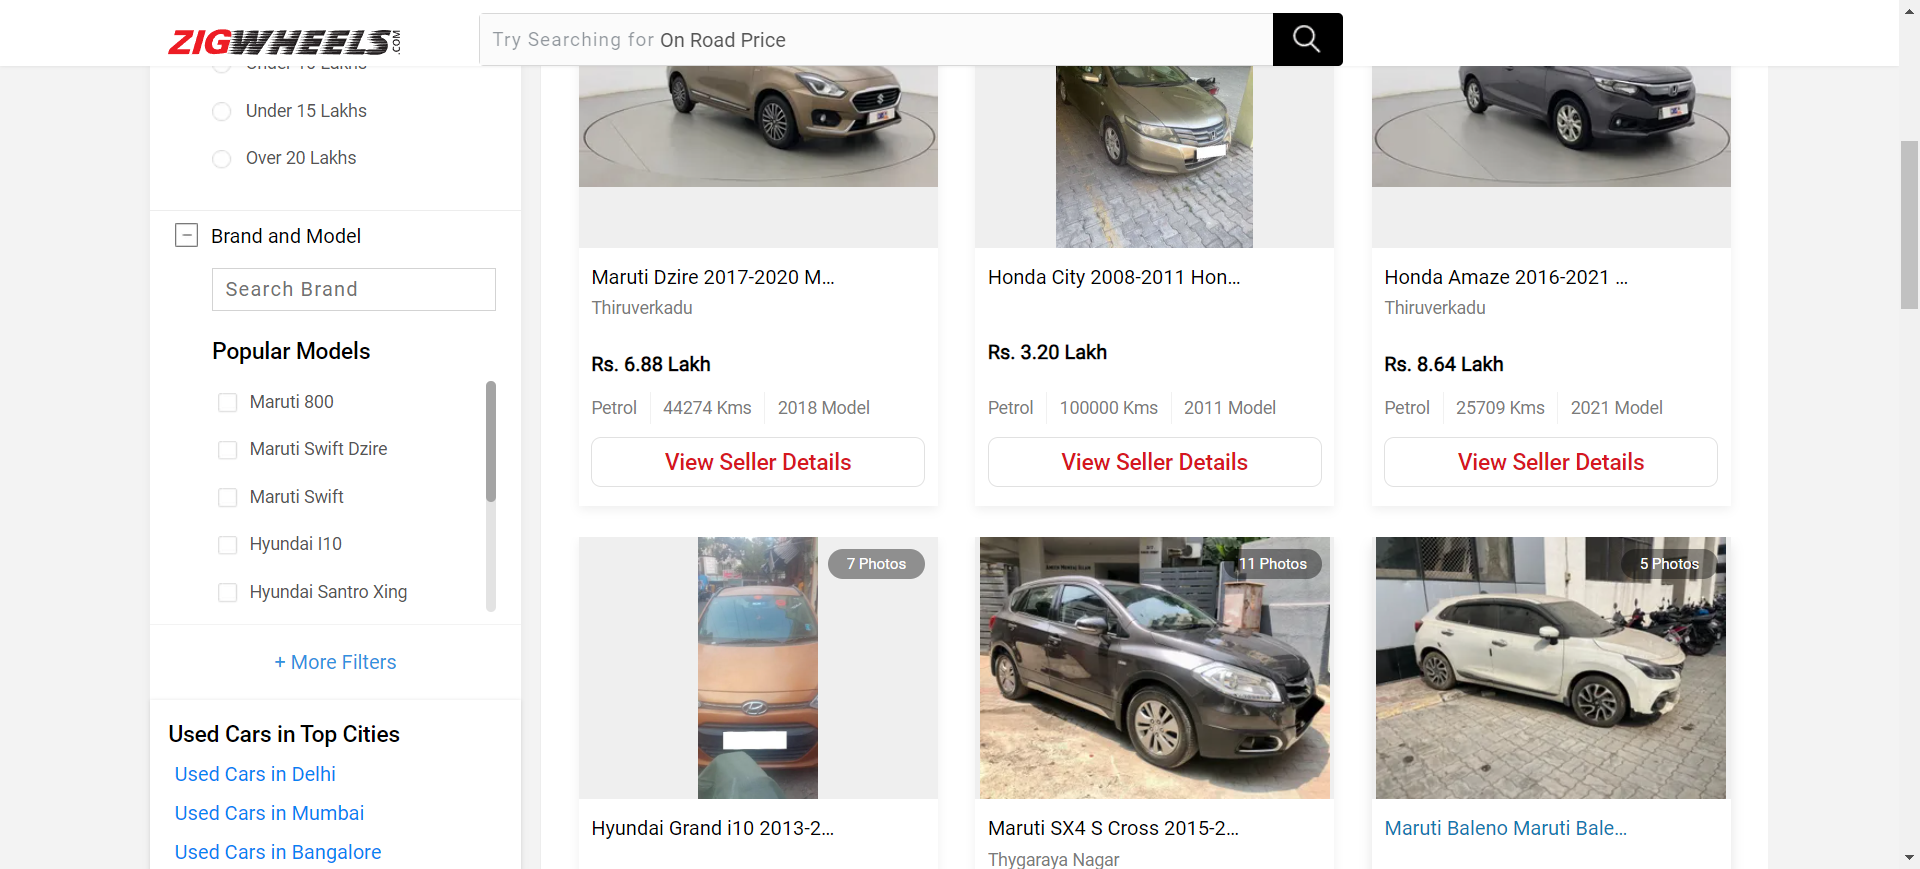 ZIGWHEELS.COM
Try Searching for On Road Price
Under 15 Lakhs
Over 20 Lakhs
Brand and Model
Search Brand
Popular Models
Maruti 800
Maruti Swift Dzire
Maruti Swift
Hyundai I10
Hyundai Santro Xing
+ More Filters
Used Cars in Top Cities
Used Cars in Delhi
Used Cars in Mumbai
Used Cars in Bangalore
Maruti Dzire 2017-2020 M...
Thiruverkadu
Rs. 6.88 Lakh
Petrol 44274 Kms 2018 Model
View Seller Details
Honda City 2008-2011 Hon...
Rs. 3.20 Lakh
Petrol 100000 Kms 2011 Model
View Seller Details
Honda Amaze 2016-2021 ...
Thiruverkadu
Rs. 8.64 Lakh
Petrol 25709 Kms 2021 Model
View Seller Details
7 Photos
Hyundai Grand i10 2013-2...
11 Photos
Maruti SX4 S Cross 2015-2...
Thygaraya Nagar
5 Photos
Maruti Baleno Maruti Bale...